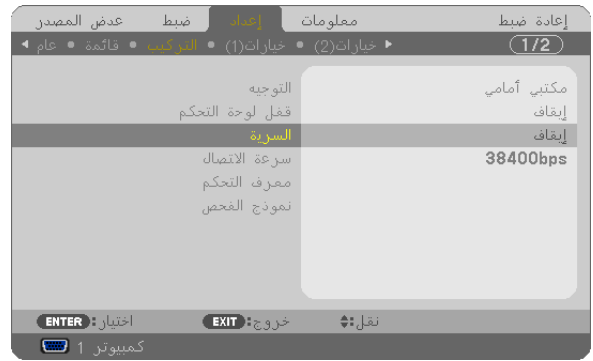 عرض المصدر ضبط إعداد معلومات إعادة ضبط
عام • قائمة • التركيب • خيارات(1) • خيارات(2) (1/2)
التوجيه مكتبي أمامي
قفل لوحة التحكم إيقاف
السرية إيقاف
سرعة الاتصال 38400bps
معرف التحكم
نموذج الفحص
ENTER :اختيار EXIT :خروج نقل:
كمبيوتر 1